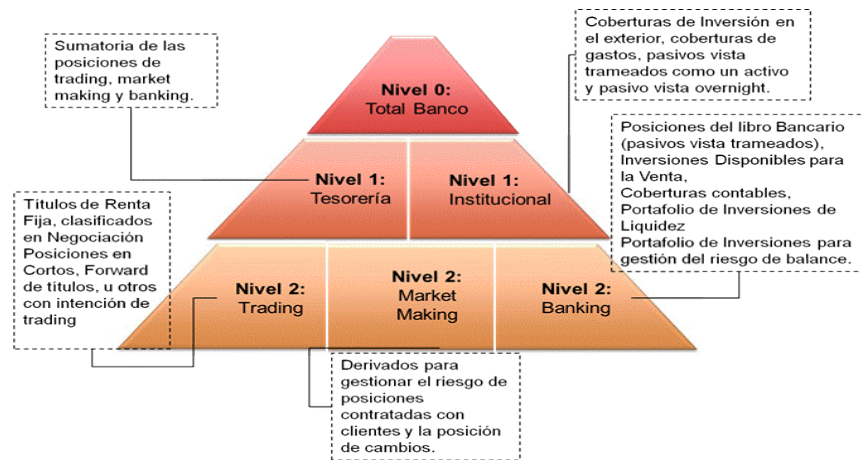 Sumatoria de las
posiciones de
trading, market
making y banking.
Coberturas de Inversión en
el exterior, coberturas de
gastos, pasivos vista
trameados como un activo
y pasivo vista overnight.
Nivel 0:
Total Banco
Nivel 1:
Tesorería
Nivel 1:
Institucional
Posiciones del libro Bancario
(pasivos vista trameados),
Inversiones Disponibles para
la Venta,
Coberturas contables,
Portafolio de Inversiones de
Liquidez
Portafolio de Inversiones para
gestión del riesgo de balance.
Títulos de Renta
Fija, clasificados
en Negociación
Posiciones en
Cortos, Forward
de títulos, u otros
con intención de
trading
Nivel 2:
Trading
Nivel 2:
Market
Making
Nivel 2:
Banking
Derivados para
gestionar el riesgo de
posiciones
contratadas con
clientes y la posición
de cambios.